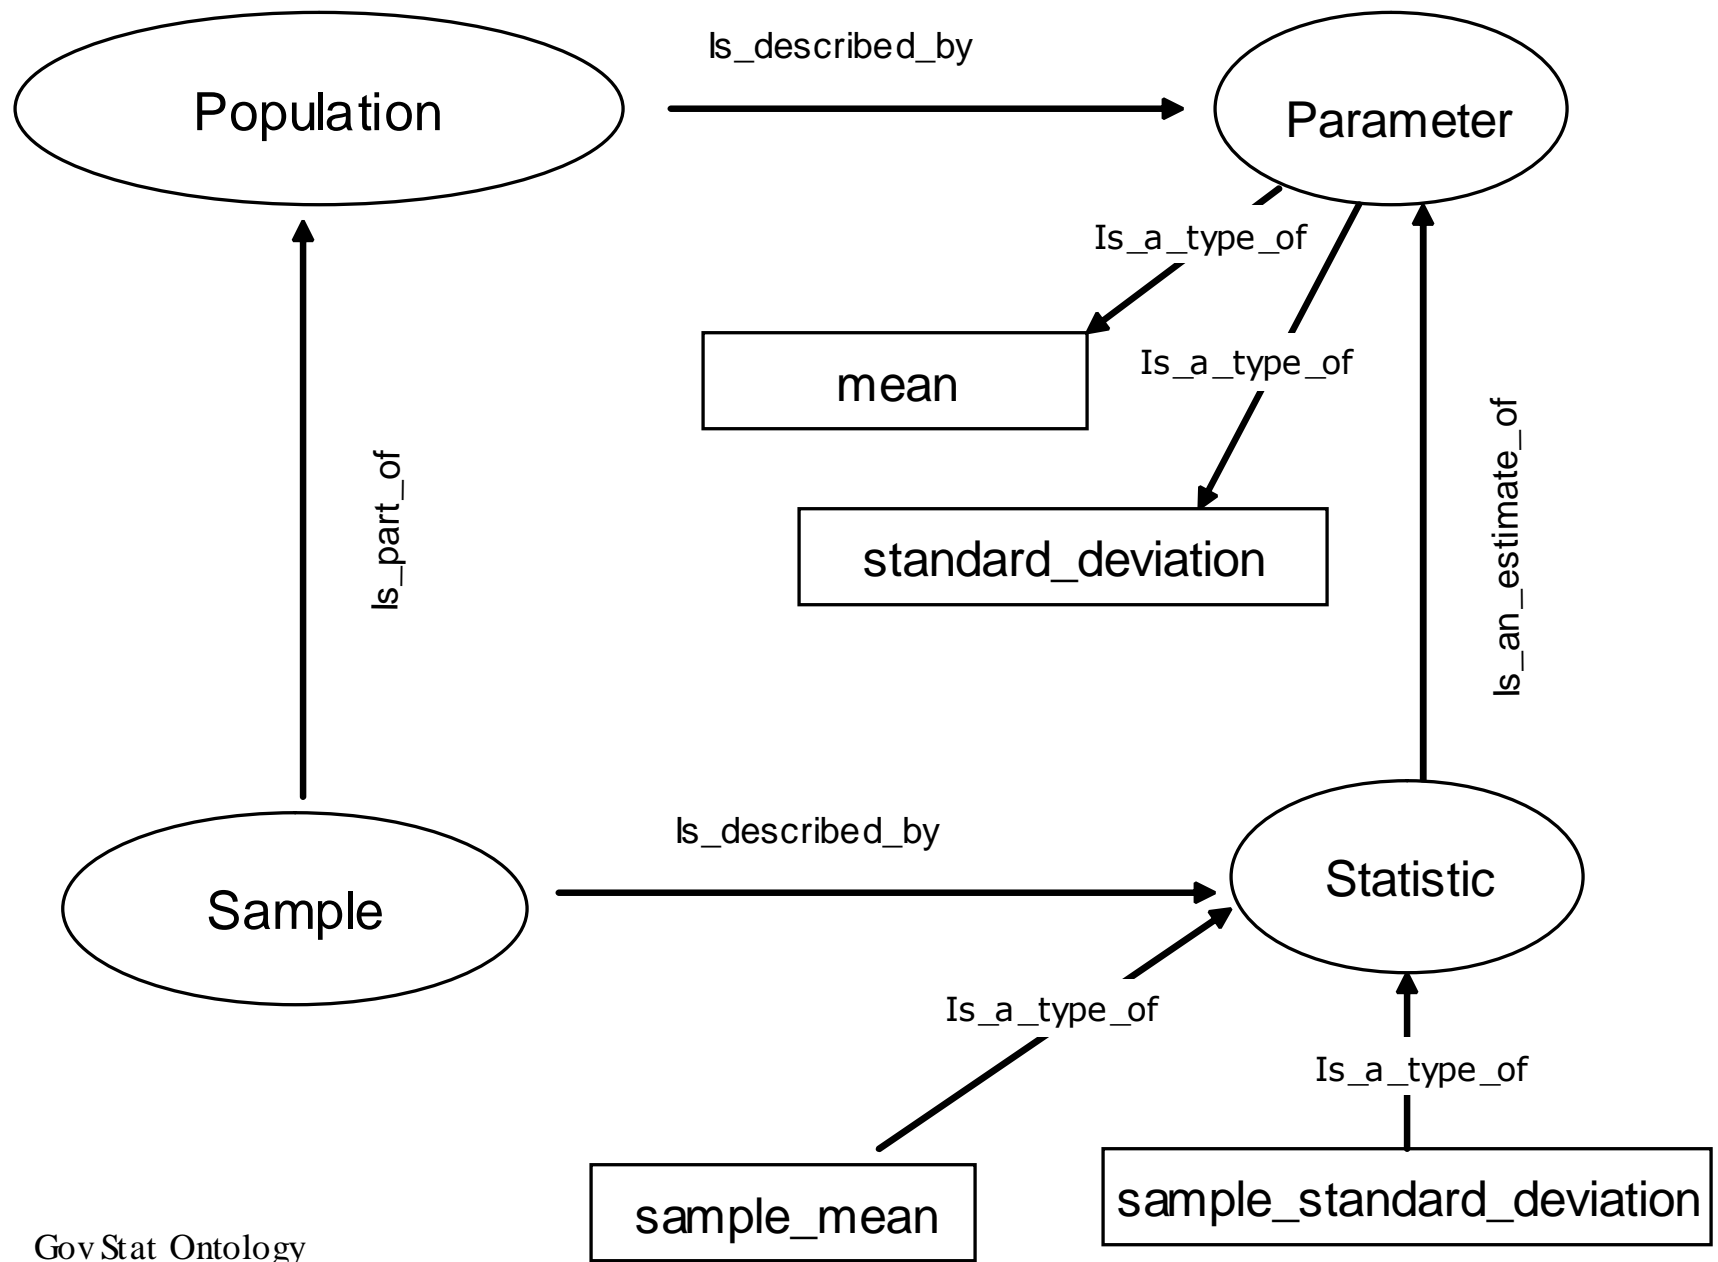 Is_described_by
Population
Parameter
Is_a_type_of
mean
Is_a_type_of
Is_part_of
standard_deviation
Is_an_estimate_of
Is_described_by
Statistic
Sample
Is_a_type_of
Is_a_type_of
sample_mean
sample_standard_deviation
GovStat Ontology